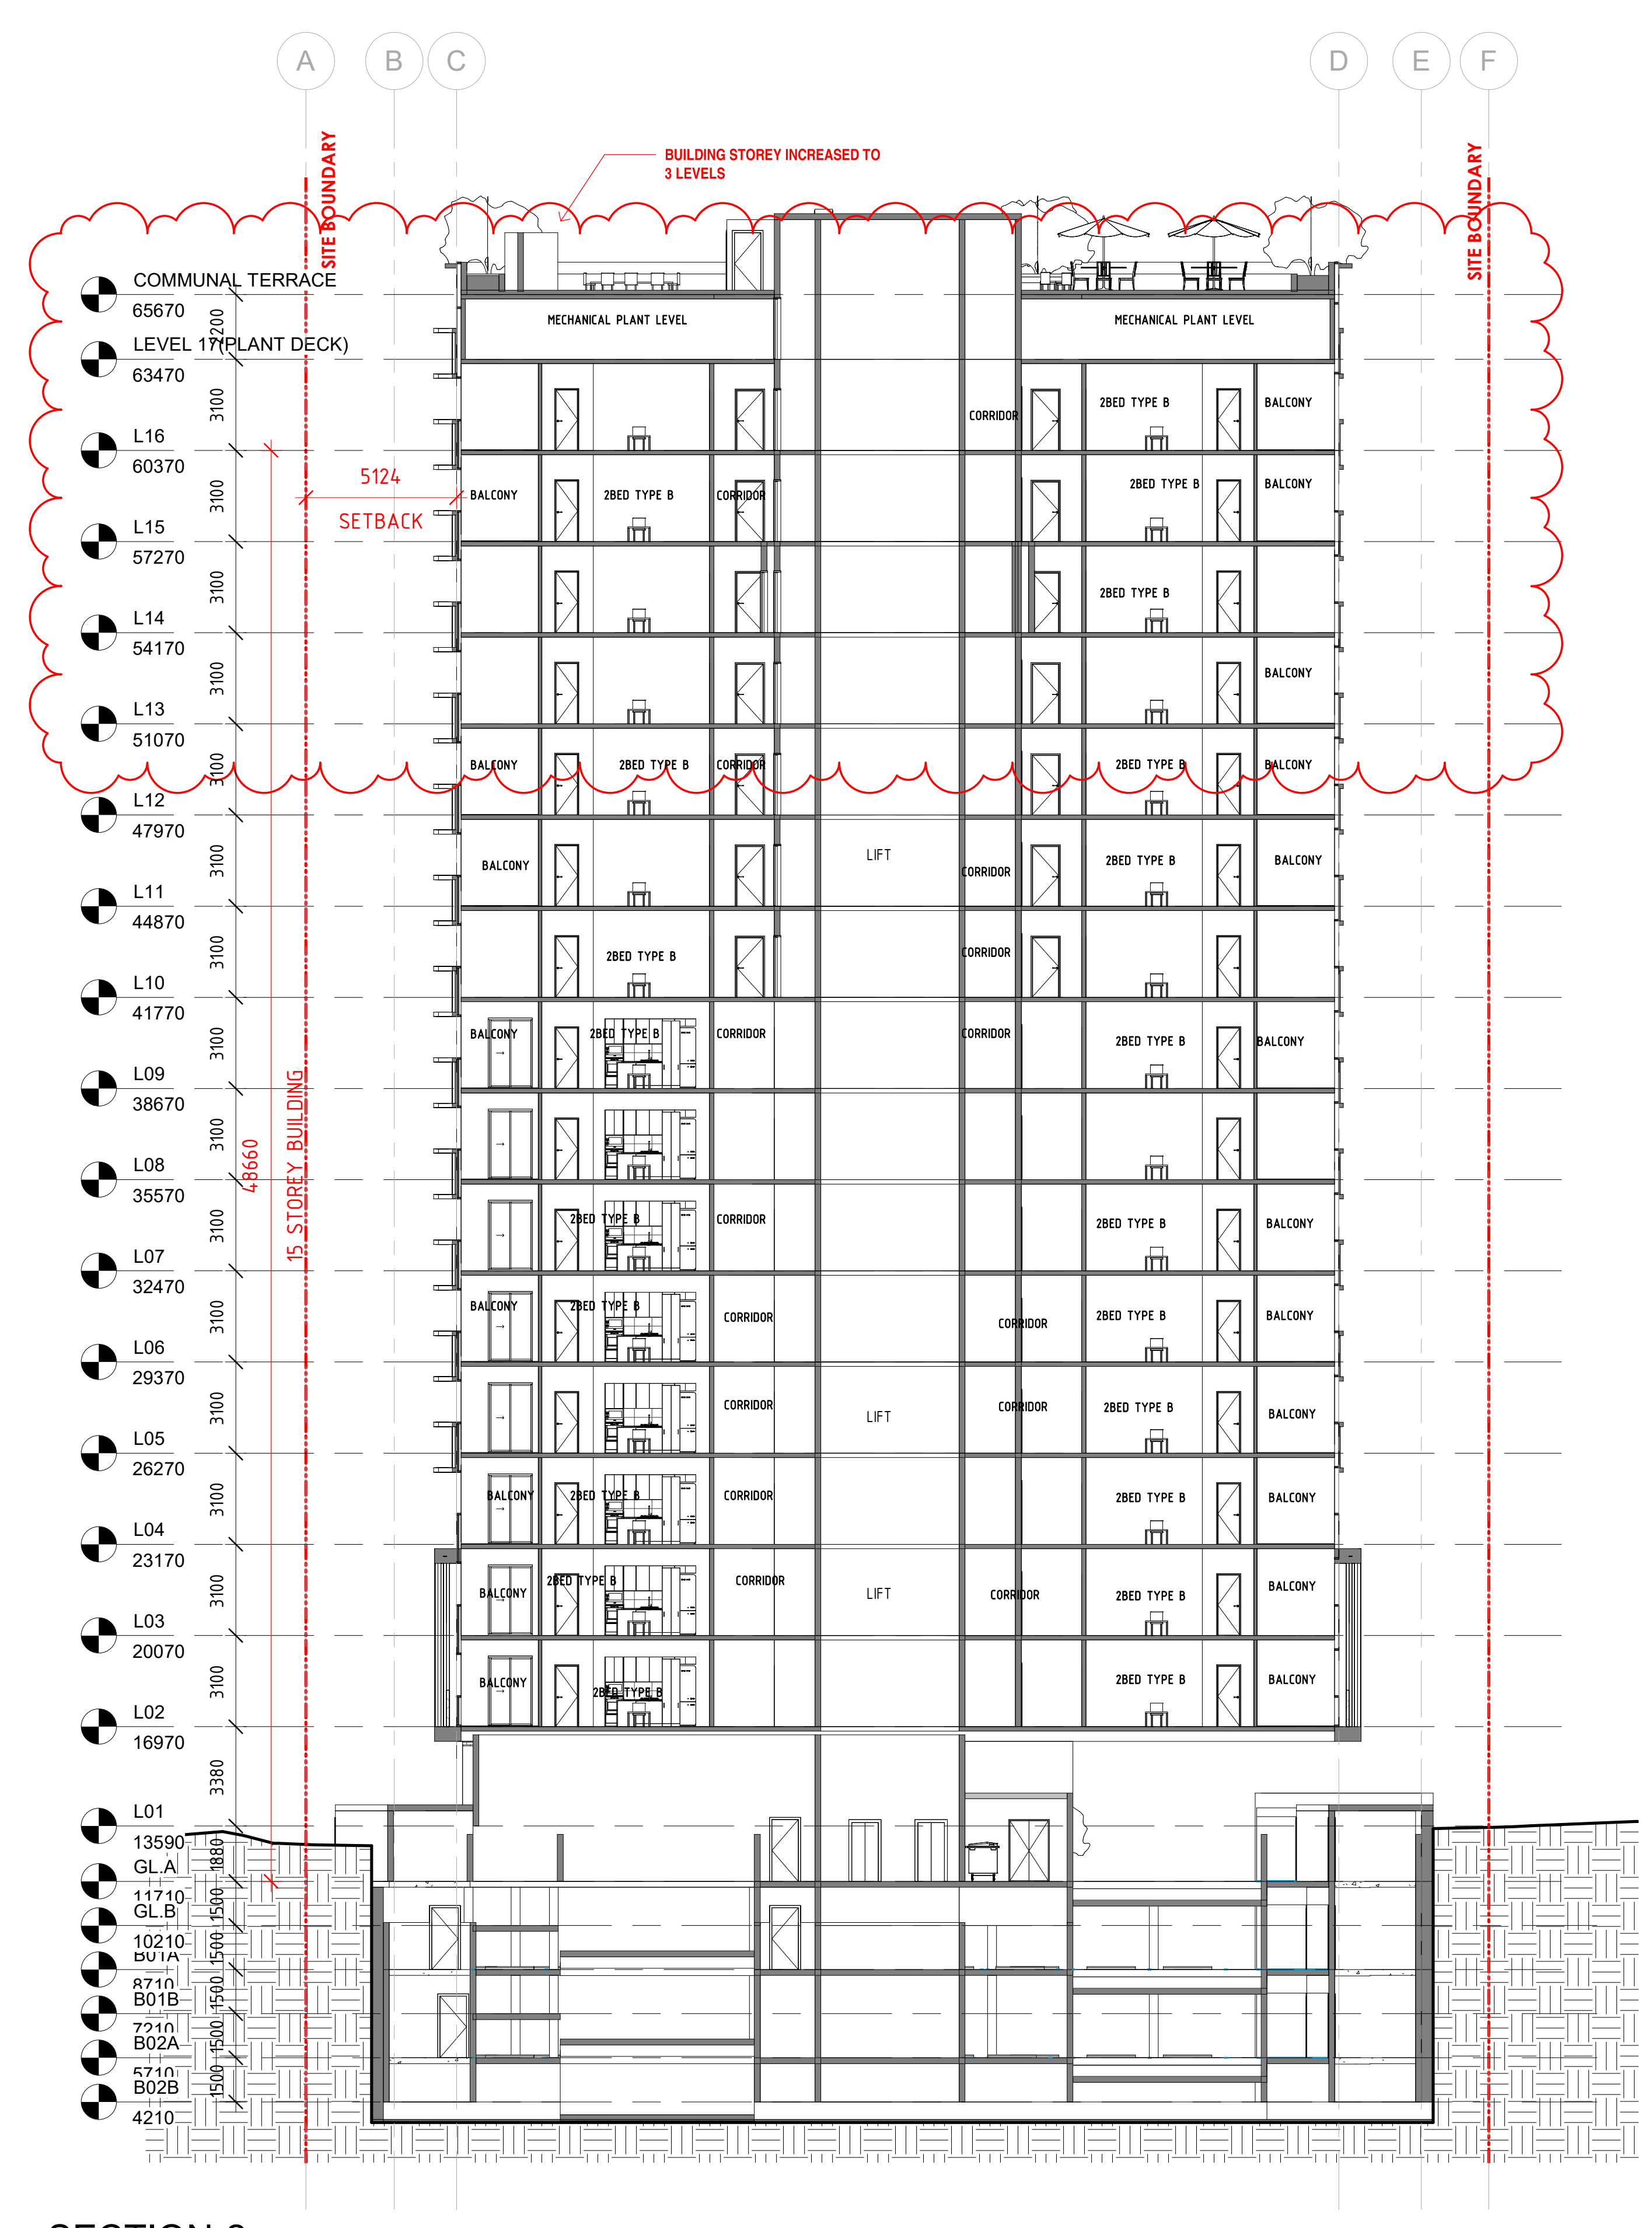 A B C D E F
BUILDING STOREY INCREASED TO
3 LEVELS
SITE BOUNDARY
SITE BOUNDARY
COMMUNAL TERRACE
65670
2200
MECHANICAL PLANT LEVEL
MECHANICAL PLANT LEVEL
LEVEL 17(PLANT DECK)
63470
3100
CORRIDOR
2BED TYPE B
BALCONY
L16
60370
3100
5124
SETBACK
BALCONY
2BED TYPE B
CORRIDOR
2BED TYPE B
BALCONY
L15
57270
3100
2BED TYPE B
L14
54170
3100
BALCONY
L13
51070
3100
BALCONY
2BED TYPE B
CORRIDOR
2BED TYPE B
BALCONY
L12
47970
3100
BALCONY
LIFT
CORRIDOR
2BED TYPE B
BALCONY
L11
44870
3100
2BED TYPE B
CORRIDOR
L10
41770
3100
BALCONY
2BED TYPE B
CORRIDOR
CORRIDOR
2BED TYPE B
BALCONY
L09
38670
3100
48660
15 STOREY BUILDING
L08
35570
3100
2BED TYPE B
CORRIDOR
2BED TYPE B
BALCONY
L07
32470
3100
BALCONY
2BED TYPE B
CORRIDOR
CORRIDOR
2BED TYPE B
BALCONY
L06
29370
3100
CORRIDOR
LIFT
CORRIDOR
2BED TYPE B
BALCONY
L05
26270
3100
BALCONY
2BED TYPE B
CORRIDOR
2BED TYPE B
BALCONY
L04
23170
3100
BALCONY
2BED TYPE B
CORRIDOR
LIFT
CORRIDOR
2BED TYPE B
BALCONY
L03
20070
3100
BALCONY
2BED TYPE B
2BED TYPE B
BALCONY
L02
16970
3380
L01
13590
1880
GL.A
11710
1500
GL.B
10210
1500
B01A
8710
1500
B01B
7210
1500
B02A
5710
1500
B02B
4210